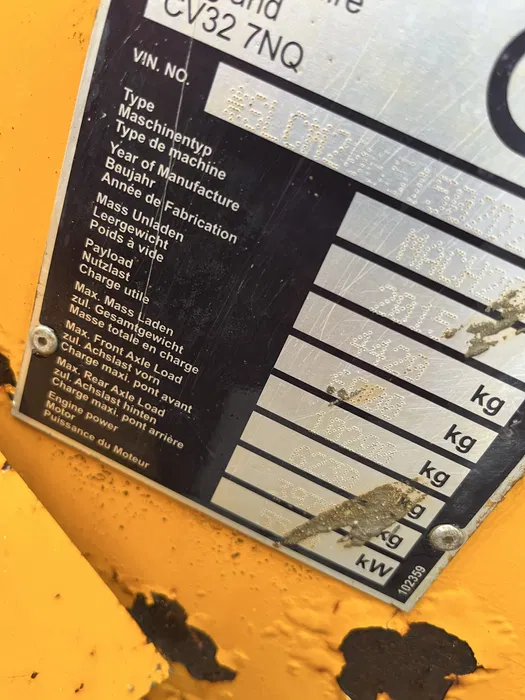 and
CV32 7NQ
VIN. NO.
Type
Maschinentyp
Type de machine
Year of Manufacture
Baujahr
Année de Fabrication
2015
Mass Unladen
Leergewicht
Poids à vide
4420
kg
Payload
Nutzlast
Charge utile
kg
Max. Mass Laden
zul. Gesamtgewicht
Masse totale en charge
kg
Max. Front Axle Load
zul. Achslast vorn
Charge maxi. pont avant
kg
Max. Rear Axle Load
zul. Achslast hinten
Charge maxi. pont arrière
kg
Engine power
Motor
Puissance du Moteur
kW
102359